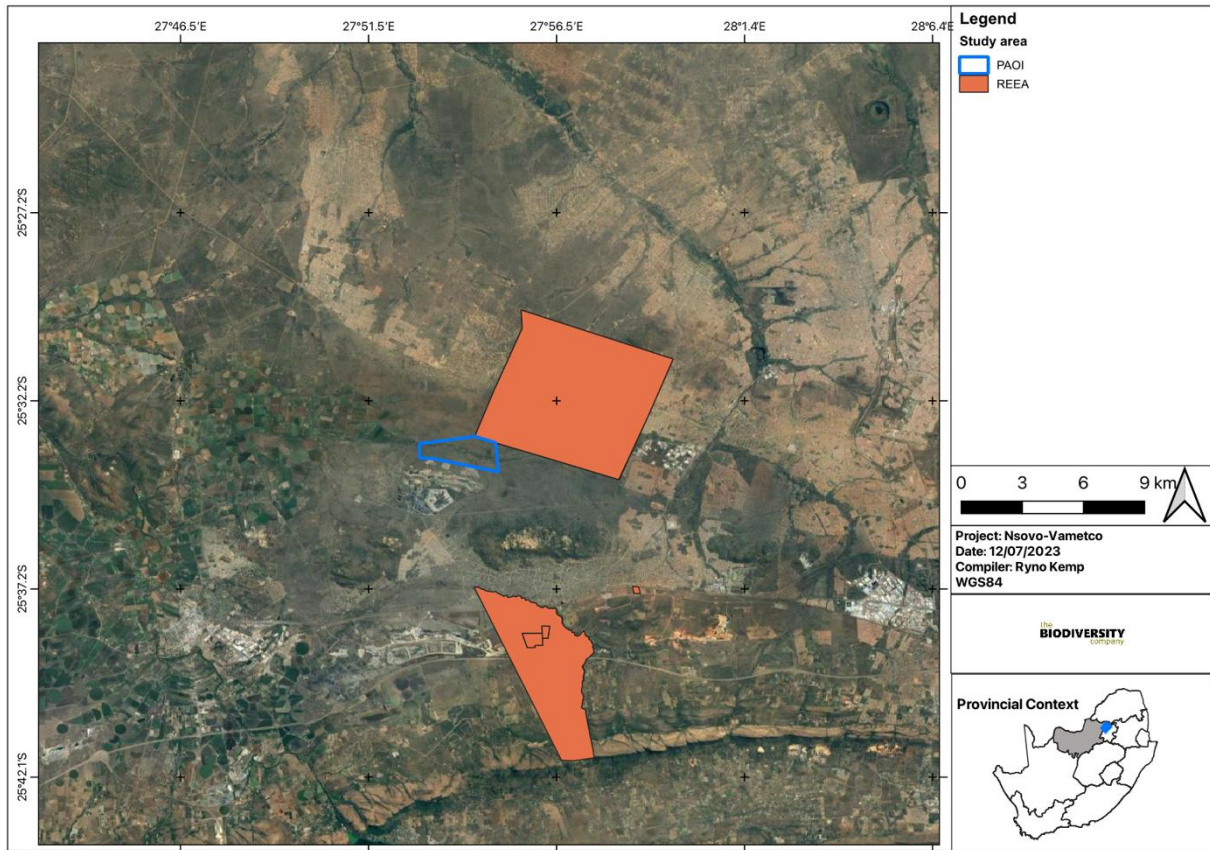 27°46.5'E 27°51.5'E 27°56.5'E 28°1.4'E 28°6.4'E
25°27.2'S
25°32.2'S
25°37.2'S
25°42.1'S
Legend
Study area
PAOI
REEA
0 3 6 9 km
Project: Nsovo-Vametco
Date: 12/07/2023
Compiler: Ryno Kemp
WGS84
the
BIODIVERSITY
company
Provincial Context